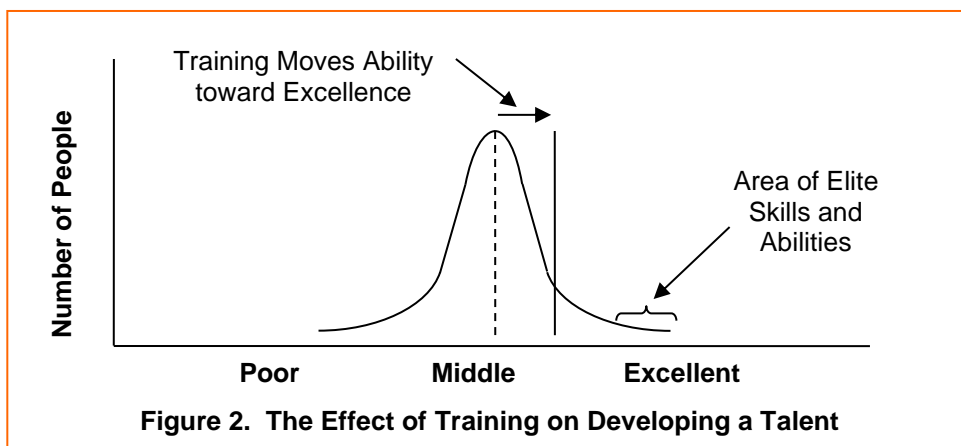 Training Moves Ability
toward Excellence
Number of People
Area of Elite
Skills and
Abilities
Poor Middle Excellent
Figure 2. The Effect of Training on Developing a Talent